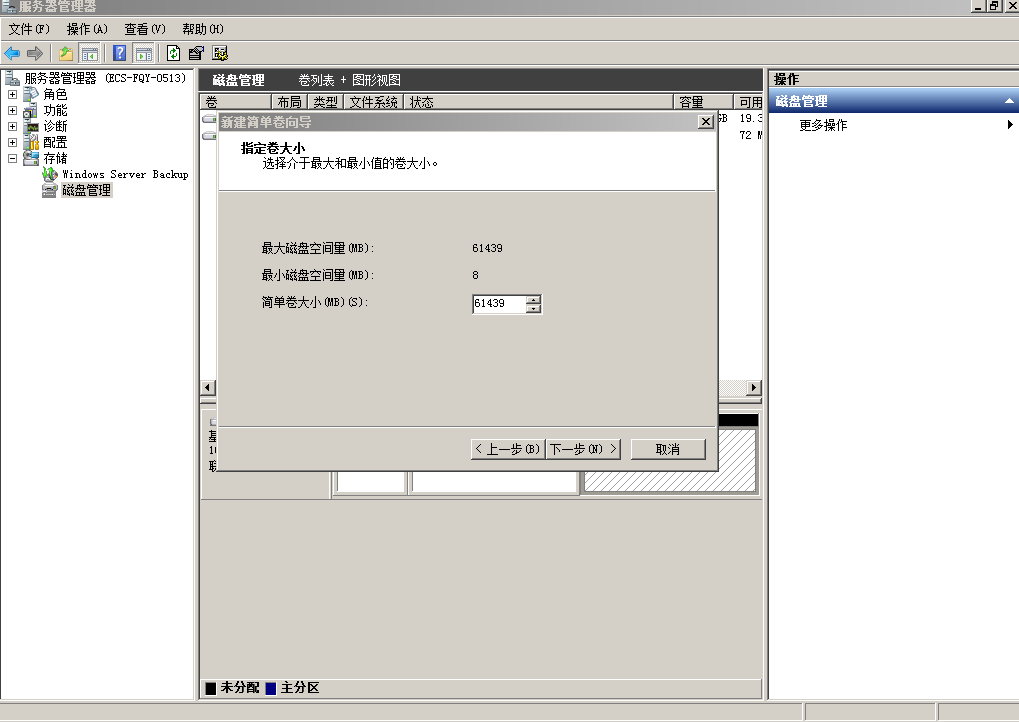 服务器管理器
文件(F) 操作(A) 查看(V) 帮助(H)
服务器管理器 (ECS-FQY-0513)
角色
功能
诊断
配置
存储
Windows Server Backup
磁盘管理
磁盘管理 卷列表 + 图形视图
卷 布局 类型 文件系统 状态 容量 可用
GB 19.3
72 M
新建简单卷向导
指定卷大小
选择介于最大和最小值的卷大小。
最大磁盘空间量(MB): 61439
最小磁盘空间量(MB): 8
简单卷大小(MB)(S): 61439
< 上一步(B) 下一步(N) > 取消
基
10
联
未分配 主分区
操作
磁盘管理
更多操作